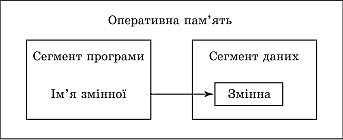 Оперативна пам’ять
Сегмент програми
Сегмент даних
Ім’я змінної
Змінна